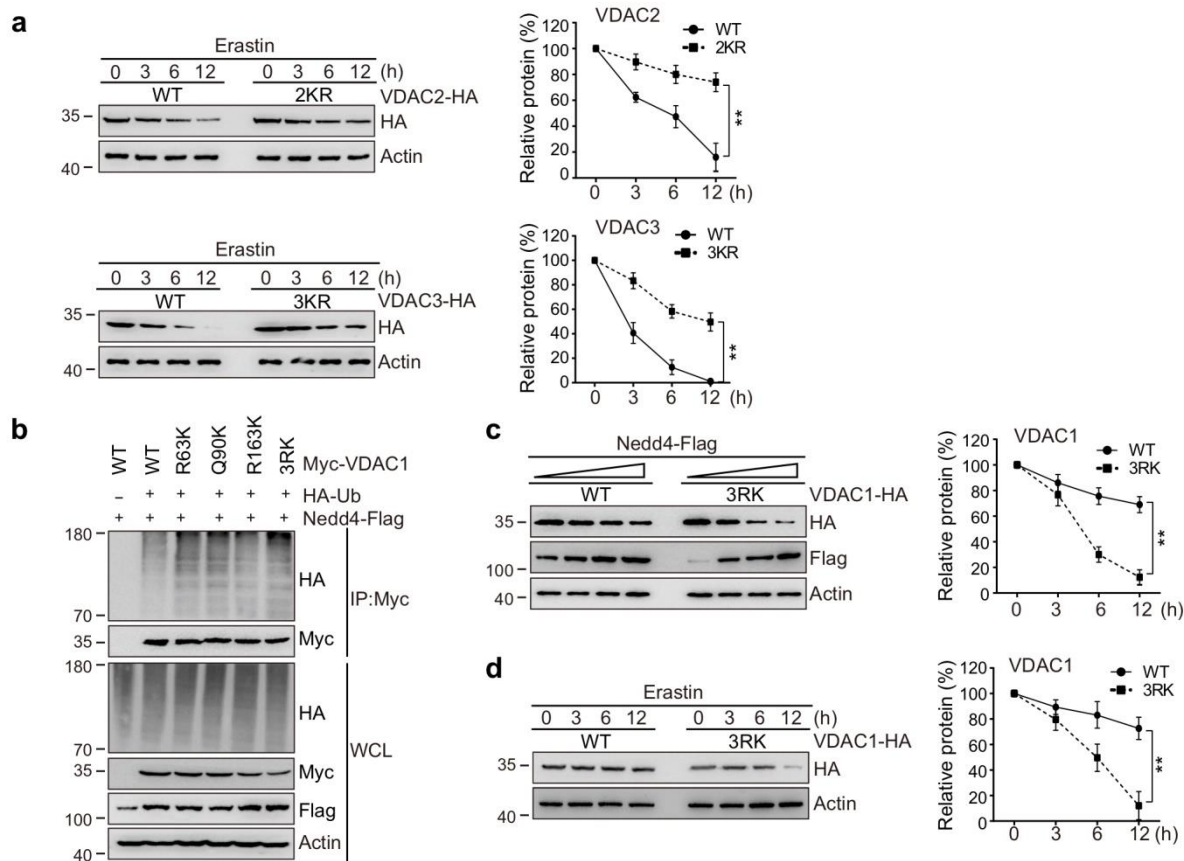 a
Erastin
0 3 6 12 0 3 6 12 (h)
WT 2KR VDAC2-HA
35 HA
40 Actin
VDAC2
WT
2KR
Relative protein (%)
120
100
80
60
40
20
0
**
0 3 6 12 (h)
Erastin
0 3 6 12 0 3 6 12 (h)
WT 3KR VDAC3-HA
35 HA
40 Actin
VDAC3
WT
3KR
Relative protein (%)
120
100
80
60
40
20
0
**
0 3 6 12 (h)
b
WT WT R63K Q90K R163K 3RK Myc-VDAC1
– + + + + + HA-Ub
+ + + + + + Nedd4-Flag
180
HA
70
IP:Myc
35 Myc
180
HA
70
WCL
35 Myc
100 Flag
40 Actin
c
Nedd4-Flag
WT 3RK VDAC1-HA
35 HA
100 Flag
40 Actin
VDAC1
WT
3RK
Relative protein (%)
120
100
80
60
40
20
0
**
0 3 6 12 (h)
d
Erastin
0 3 6 12 0 3 6 12 (h)
WT 3RK VDAC1-HA
35 HA
40 Actin
VDAC1
WT
3RK
Relative protein (%)
120
100
80
60
40
20
0
**
0 3 6 12 (h)